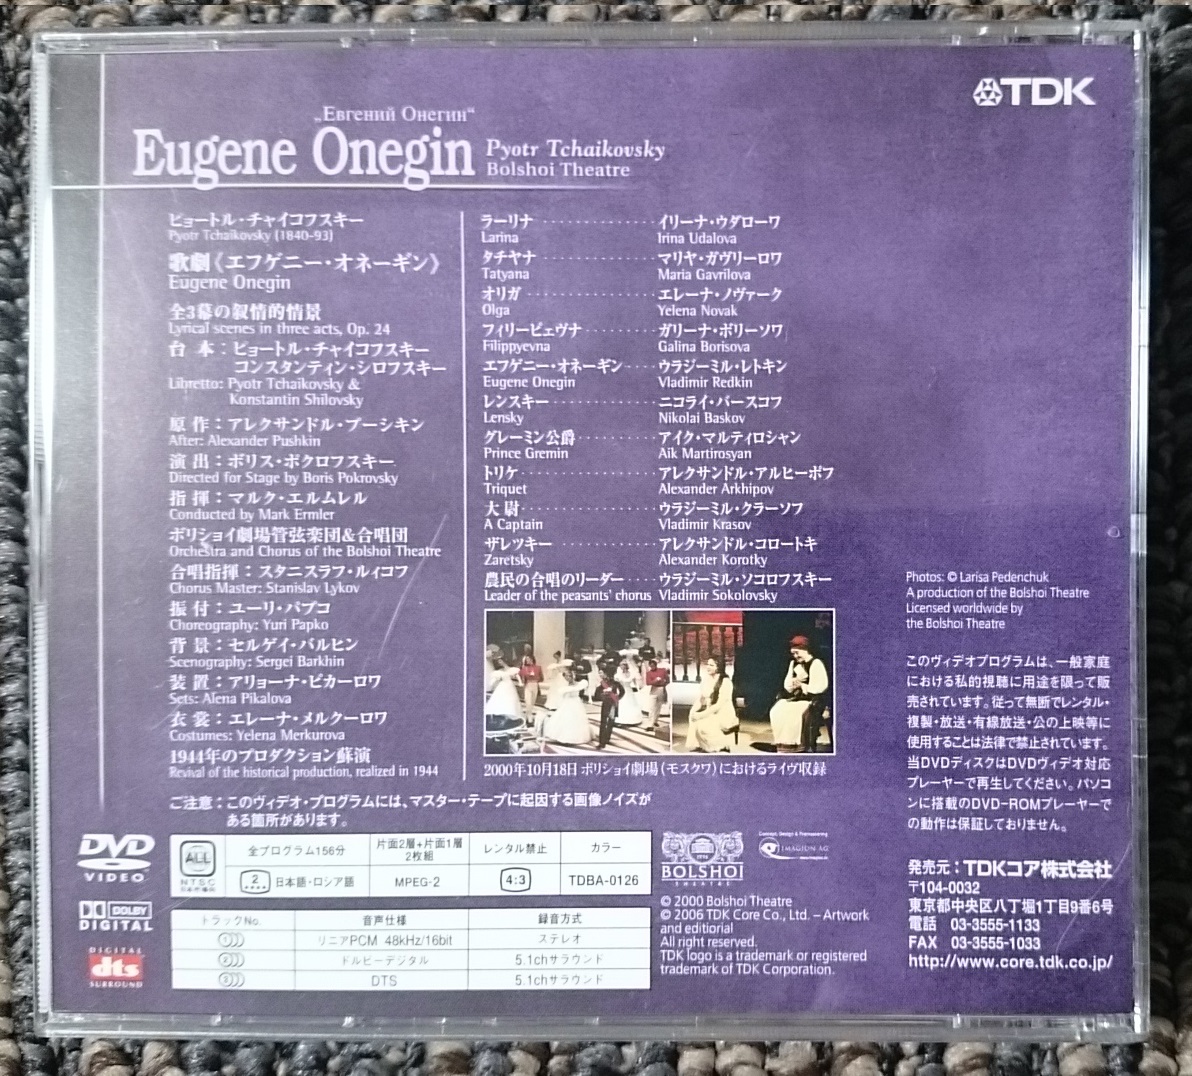 TDK
„Евгений Онегин“
Eugene Onegin
Pyotr Tchaikovsky
Bolshoi Theatre
ピョートル・チャイコフスキー
Pyotr Tchaikovsky (1840-93)
歌劇《エフゲニー・オネーギン》
Eugene Onegin
全3幕の叙情的情景
Lyrical scenes in three acts, Op. 24
台 本：ピョートル・チャイコフスキー
コンスタンティン・シロフスキー
Libretto: Pyotr Tchaikovsky &
Konstantin Shilovsky
原 作：アレクサンドル・プーシキン
After: Alexander Pushkin
演 出：ボリス・ポクロフスキー
Directed for Stage by Boris Pokrovsky
指 揮：マルク・エルムレル
Conducted by Mark Ermler
ボリショイ劇場管弦楽団&合唱団
Orchestra and Chorus of the Bolshoi Theatre
合唱指揮：スタニスラフ・ルィコフ
Chorus Master: Stanislav Lykov
振 付：ユーリ・パプコ
Choreography: Yuri Papko
背 景：セルゲイ・バルヒン
Scenography: Sergei Barkhin
装 置：アリョーナ・ピカーロワ
Sets: Alena Pikalova
衣 裳：エレーナ・メルクーロワ
Costumes: Yelena Merkurova
1944年のプロダクション蘇演
Revival of the historical production, realized in 1944
ラーリナ ············ イリーナ・ウダローワ
Larina Irina Udalova
タチヤナ ············ マリヤ・ガヴリーロワ
Tatyana Maria Gavrilova
オリガ ············ エレーナ・ノヴァーク
Olga Yelena Novak
フィリーピェヴナ ········ ガリーナ・ボリーソワ
Filippyevna Galina Borisova
エフゲニー・オネーギン ···· ウラジーミル・レトキン
Eugene Onegin Vladimir Redkin
レンスキー ··········· ニコライ・バースコフ
Lensky Nikolai Baskov
グレーミン公爵 ········· アイク・マルティロシャン
Prince Gremin Aik Martirosyan
トリケ ············· アレクサンドル・アルヒーポフ
Triquet Alexander Arkhipov
大 尉 ············· ウラジーミル・クラーソフ
A Captain Vladimir Krasov
ザレツキー ··········· アレクサンドル・コロートキ
Zaretsky Alexander Korotky
農民の合唱のリーダー ···· ウラジーミル・ソコロフスキー
Leader of the peasants' chorus Vladimir Sokolovsky
2000年10月18日 ボリショイ劇場（モスクワ）におけるライヴ収録
ご注意：このヴィデオ・プログラムには、マスター・テープに起因する画像ノイズが
ある箇所があります。
Photos: © Larisa Pedenchuk
A production of the Bolshoi Theatre
Licensed worldwide by
the Bolshoi Theatre
このヴィデオプログラムは、一般家庭
における私的視聴に用途を限って販
売されています。従って無断でレンタル・
複製・放送・有線放送・公の上映等に
使用することは法律で禁止されています。
当DVDディスクはDVDヴィデオ対応
プレーヤーで再生してください。パソコ
ンに搭載のDVD-ROMプレーヤーで
の動作は保証しておりません。
発売元：TDKコア株式会社
〒104-0032
東京都中央区八丁堀1丁目9番6号
電話 03-3555-1133
FAX 03-3555-1033
http://www.core.tdk.co.jp/
DVD
VIDEO
DOLBY
DIGITAL
DIGITAL
dts
SURROUND
ALL
NTSC
全プログラム156分
片面2層+片面1層
2枚組
レンタル禁止
カラー
2 日本語・ロシア語
MPEG-2
4:3
TDBA-0126
トラックNo. 音声仕様 録音方式
1 リニアPCM 48kHz/16bit ステレオ
2 ドルビーデジタル 5.1chサラウンド
3 DTS 5.1chサラウンド
BOLSHOI
THEATRE
Concept, Design & Premastering
IMAGION AG
© 2000 Bolshoi Theatre
© 2006 TDK Core Co., Ltd. – Artwork
and editiorial
All right reserved.
TDK logo is a trademark or registered
trademark of TDK Corporation.